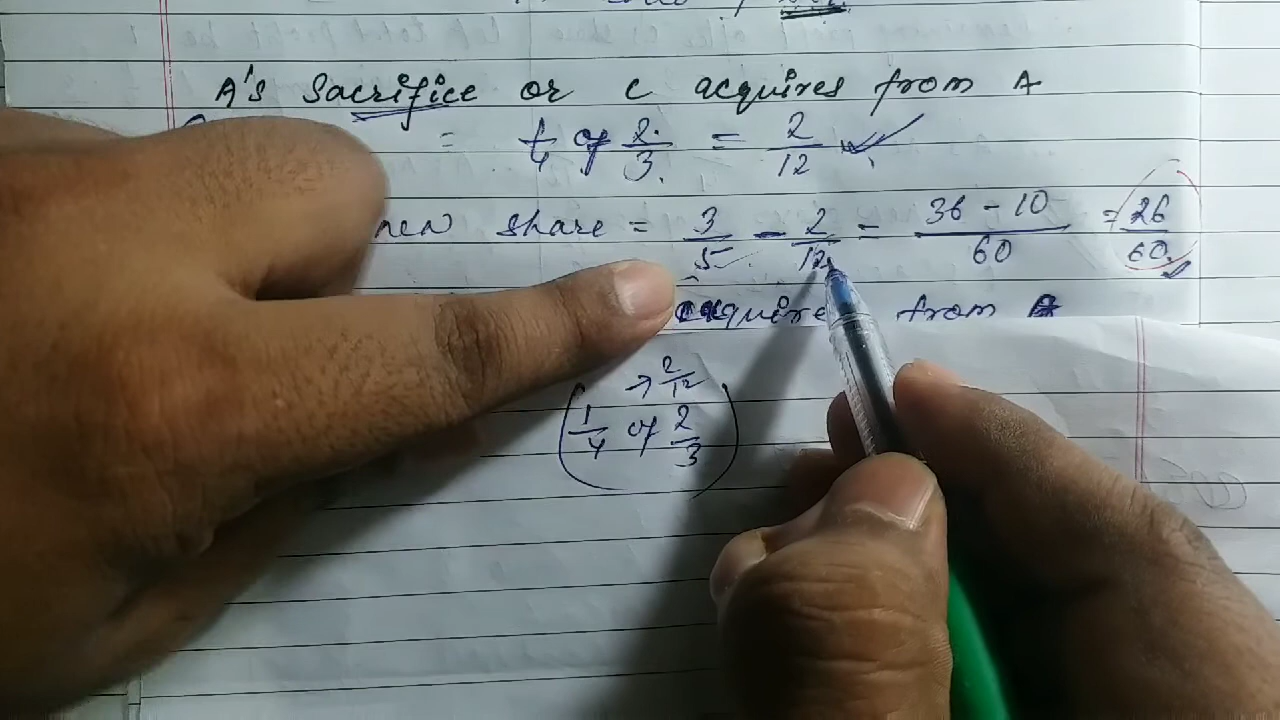 A's Sacrifice or C acquires from A
= 1/4 of 2/3 = 2/12
new share = 3/5 - 2/12 = 36 - 10/60 = 26/60
acquire from A
→ 2/12
(1/4 of 2/3)